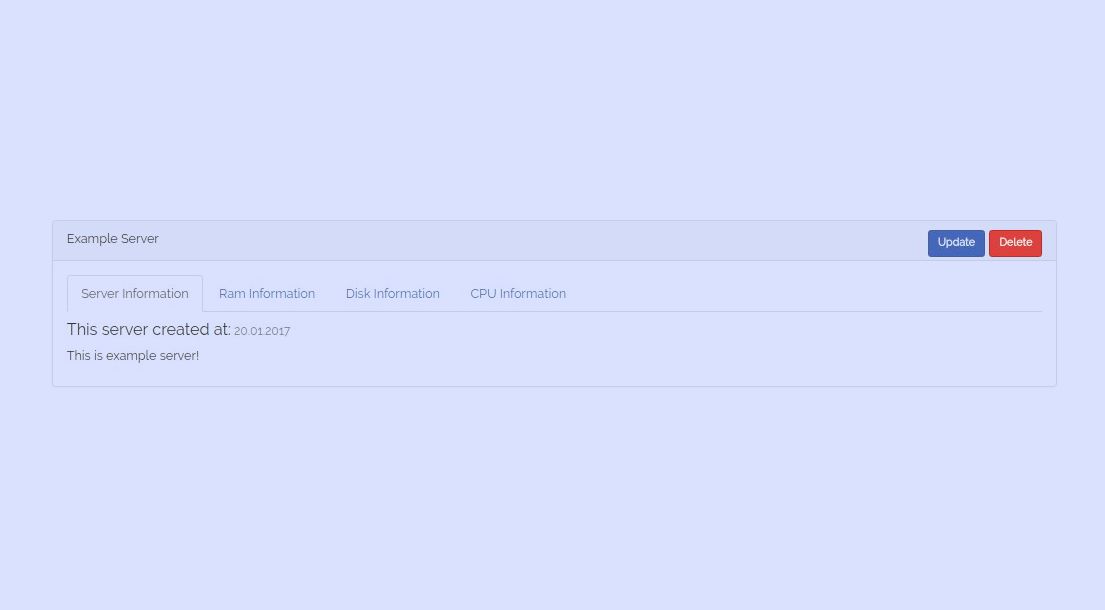 Example Server Update Delete
Server Information Ram Information Disk Information CPU Information
This server created at: 20.01.2017
This is example server!